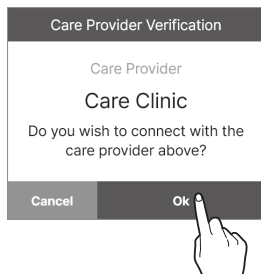 Care Provider Verification
Care Provider
Care Clinic
Do you wish to connect with the
care provider above?
Cancel Ok